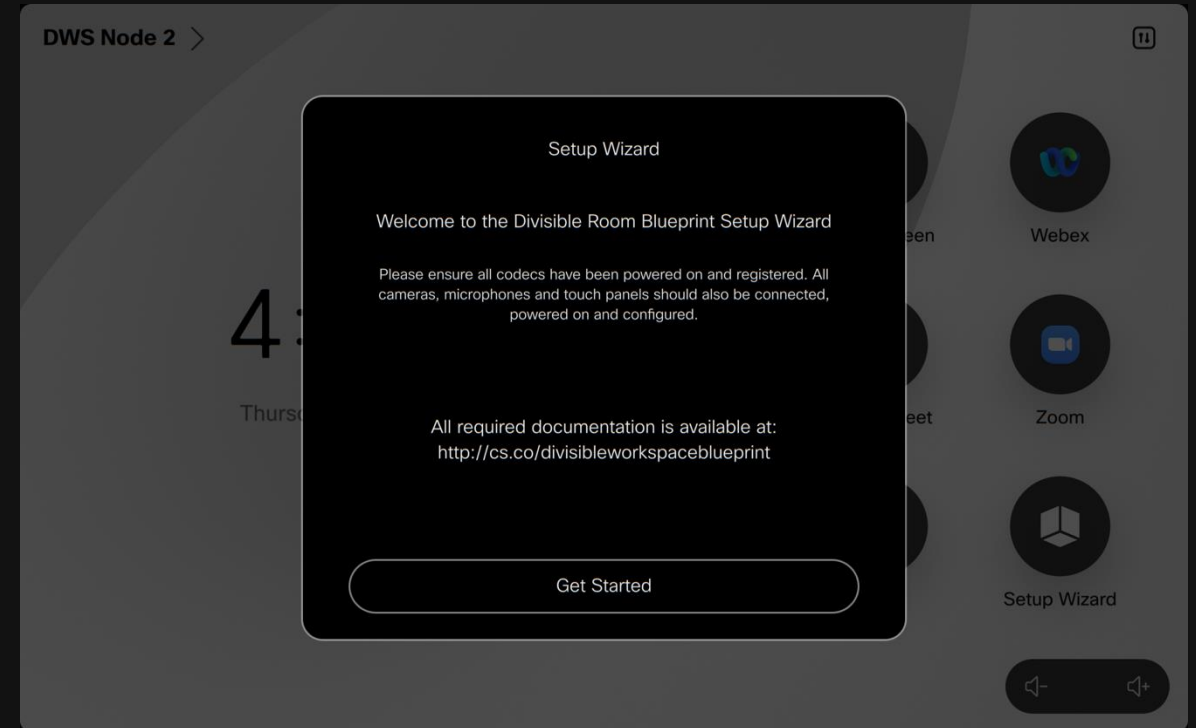 DWS Node 2
Setup Wizard
Welcome to the Divisible Room Blueprint Setup Wizard
Please ensure all codecs have been powered on and registered. All
cameras, microphones and touch panels should also be connected,
powered on and configured.
All required documentation is available at:
http://cs.co/divisibleworkspaceblueprint
Get Started
4:
Webex
Zoom
Setup Wizard